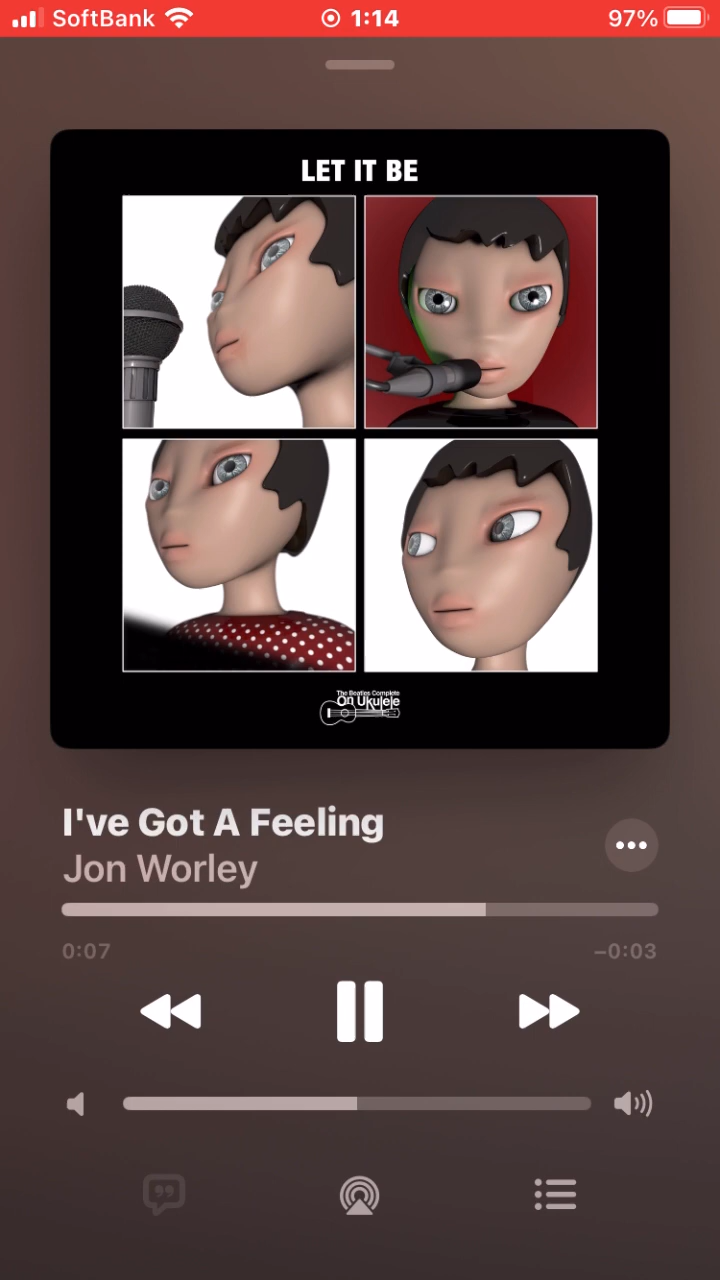 SoftBank
1:14
97%
LET IT BE
The Beatles Complete
On Ukulele
I've Got A Feeling
Jon Worley
0:07
−0:03